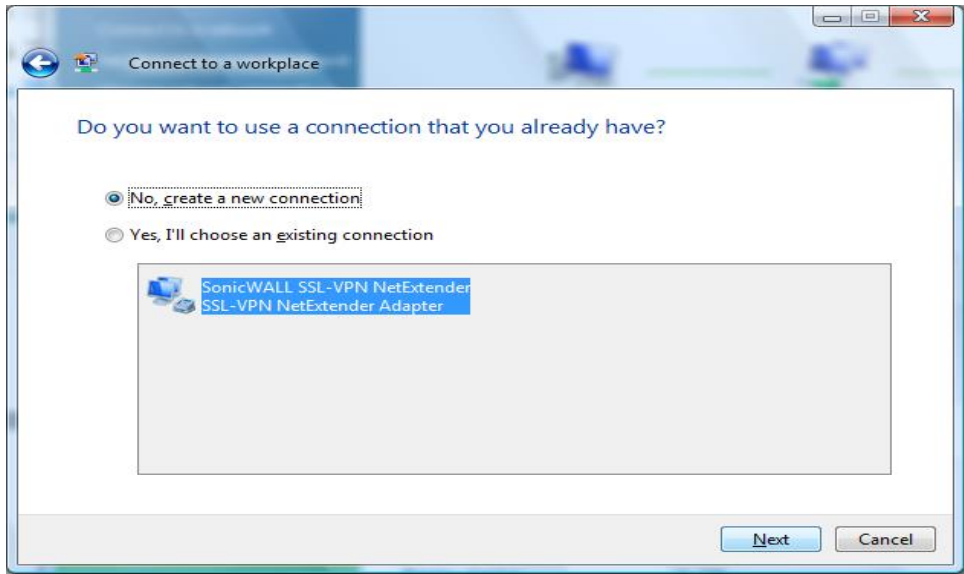 Connect to a workplace
Do you want to use a connection that you already have?
No, create a new connection
Yes, I'll choose an existing connection
SonicWALL SSL-VPN NetExtender
SSL-VPN NetExtender Adapter
Next
Cancel